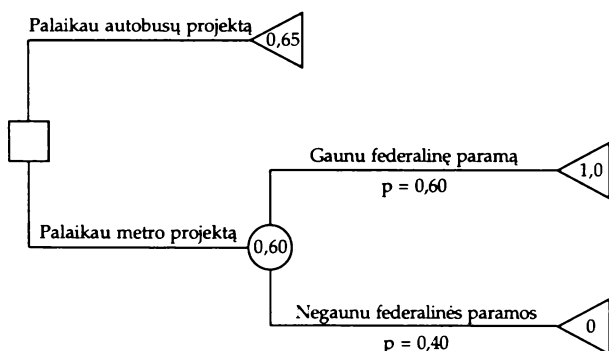 Palaikau autobusų projektą
0,65
Gaunu federalinę paramą
1,0
p = 0,60
Palaikau metro projektą
0,60
Negaunu federalinės paramos
0
p = 0,40